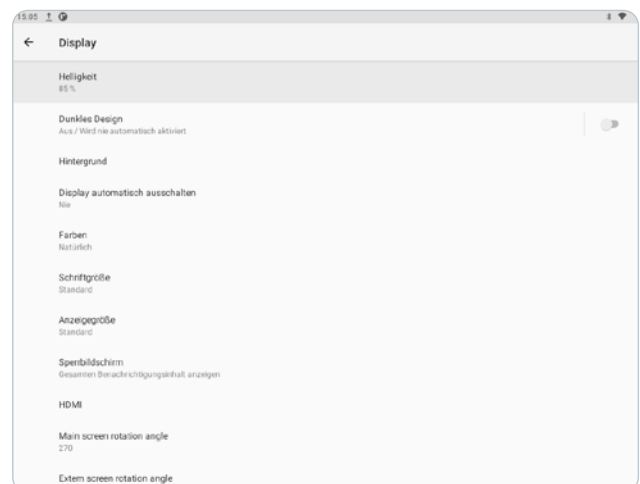 15.05
Display
Helligkeit
85 %
Dunkles Design
Aus / Wird nie automatisch aktiviert
Hintergrund
Display automatisch ausschalten
Nie
Farben
Natürlich
Schriftgröße
Standard
Anzeigegröße
Standard
Sperrbildschirm
Gesamten Benachrichtigungsinhalt anzeigen
HDMI
Main screen rotation angle
270
Extern screen rotation angle